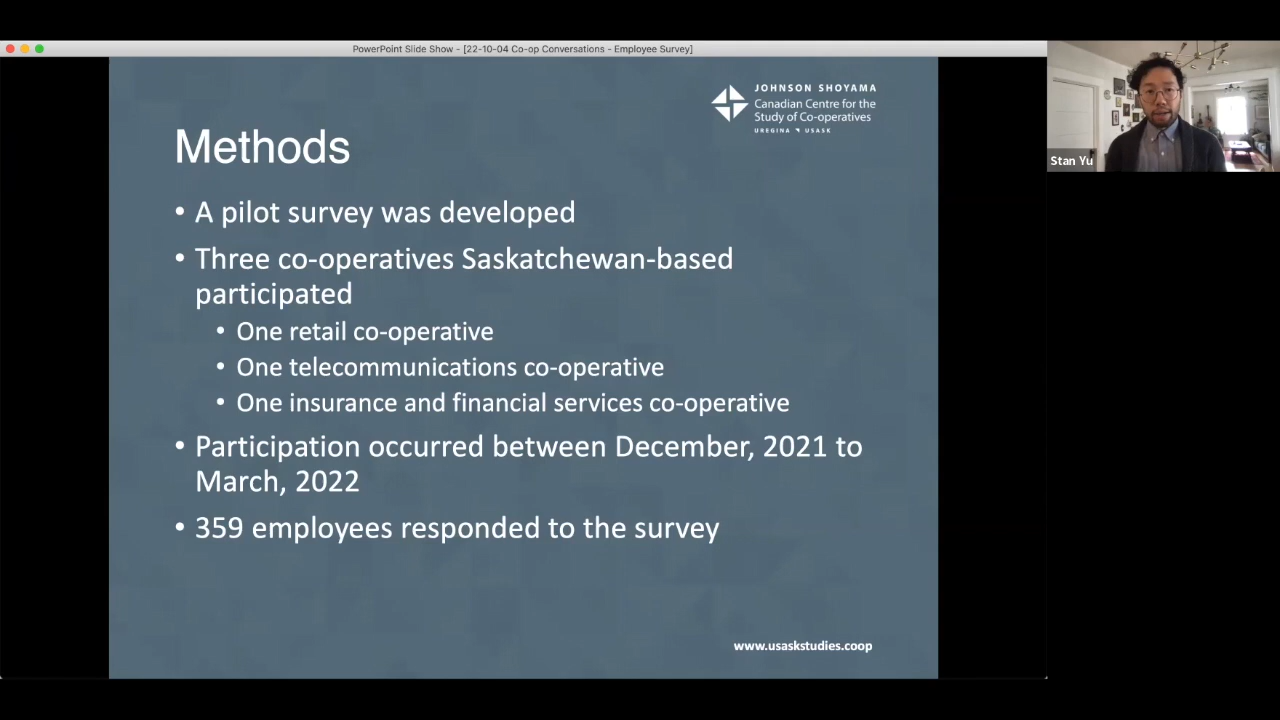 PowerPoint Slide Show - [22-10-04 Co-op Conversations - Employee Survey]
JOHNSON SHOYAMA
Canadian Centre for the
Study of Co-operatives
UREGINA USASK
Stan Yu
Methods
• A pilot survey was developed
• Three co-operatives Saskatchewan-based
participated
• One retail co-operative
• One telecommunications co-operative
• One insurance and financial services co-operative
• Participation occurred between December, 2021 to
March, 2022
• 359 employees responded to the survey
www.usaskstudies.coop